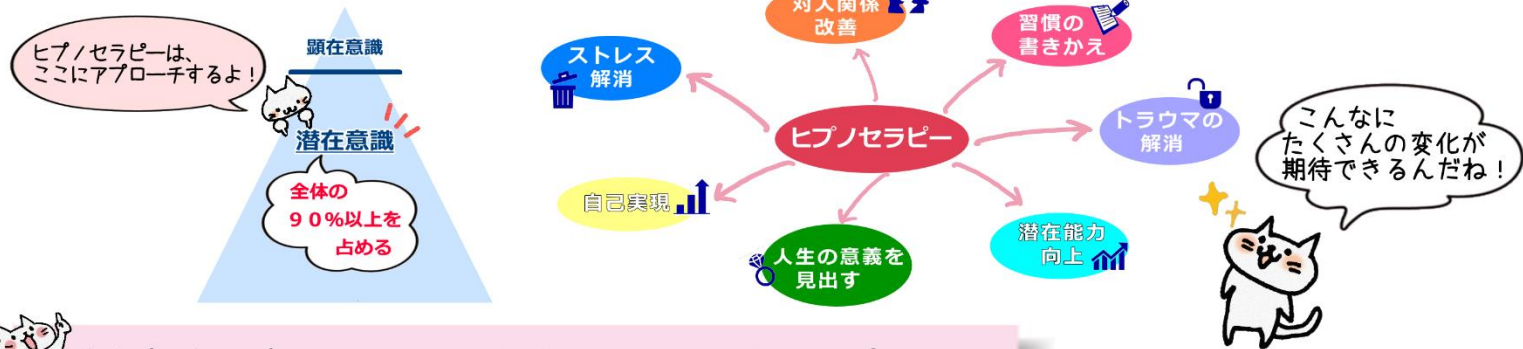 ヒプノセラピーは、
ここにアプローチするよ！
顕在意識
潜在意識
全体の
90%以上を
占める
対人関係
改善
習慣の
書きかえ
ストレス
解消
トラウマの
解消
ヒプノセラピー
自己実現
人生の意義を
見出す
潜在能力
向上
こんなに
たくさんの変化が
期待できるんだね！